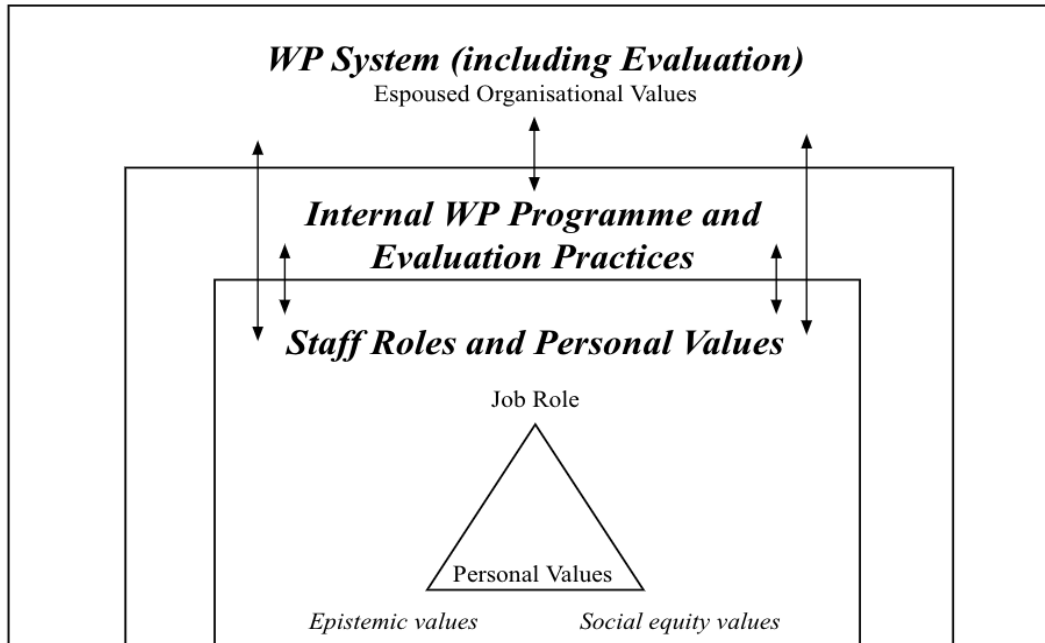 WP System (including Evaluation)
Espoused Organisational Values
Internal WP Programme and
Evaluation Practices
Staff Roles and Personal Values
Job Role
Personal Values
Epistemic values
Social equity values